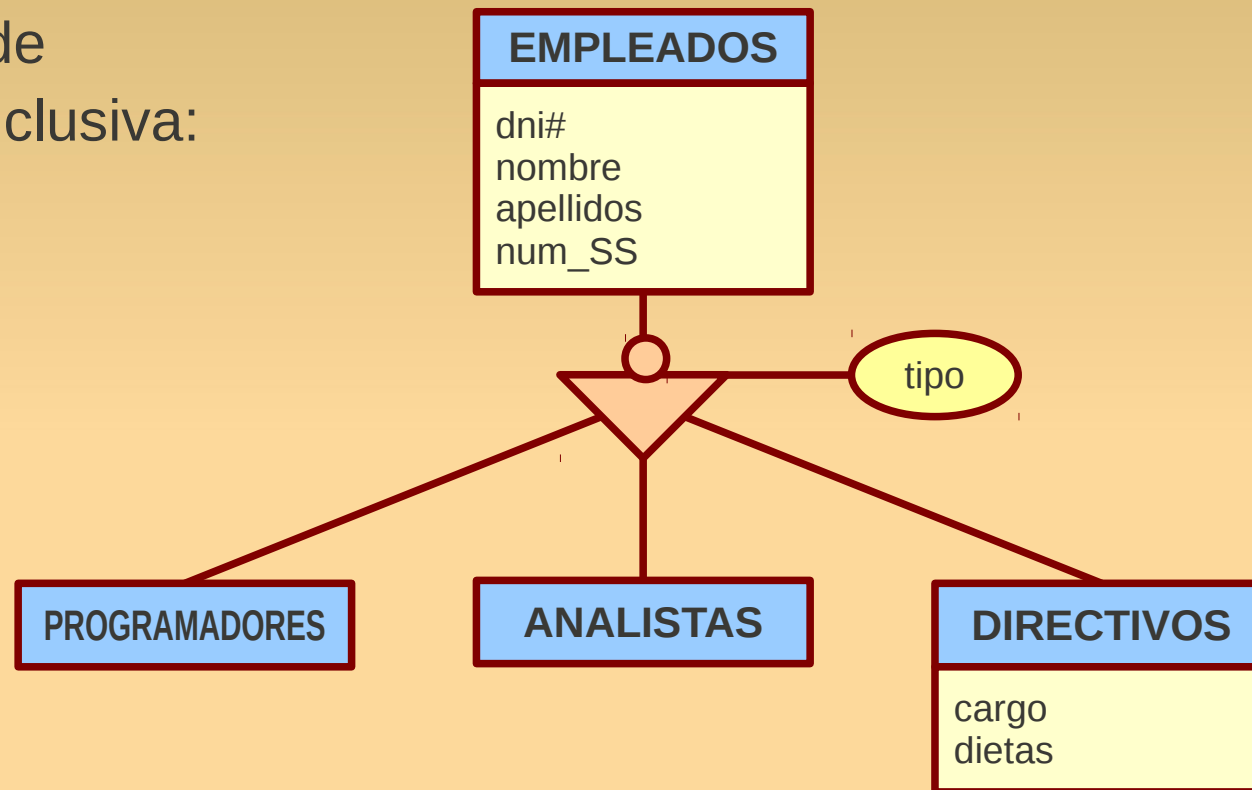 de
clusiva:
EMPLEADOS
dni#
nombre
apellidos
num_SS
tipo
PROGRAMADORES
ANALISTAS
DIRECTIVOS
cargo
dietas